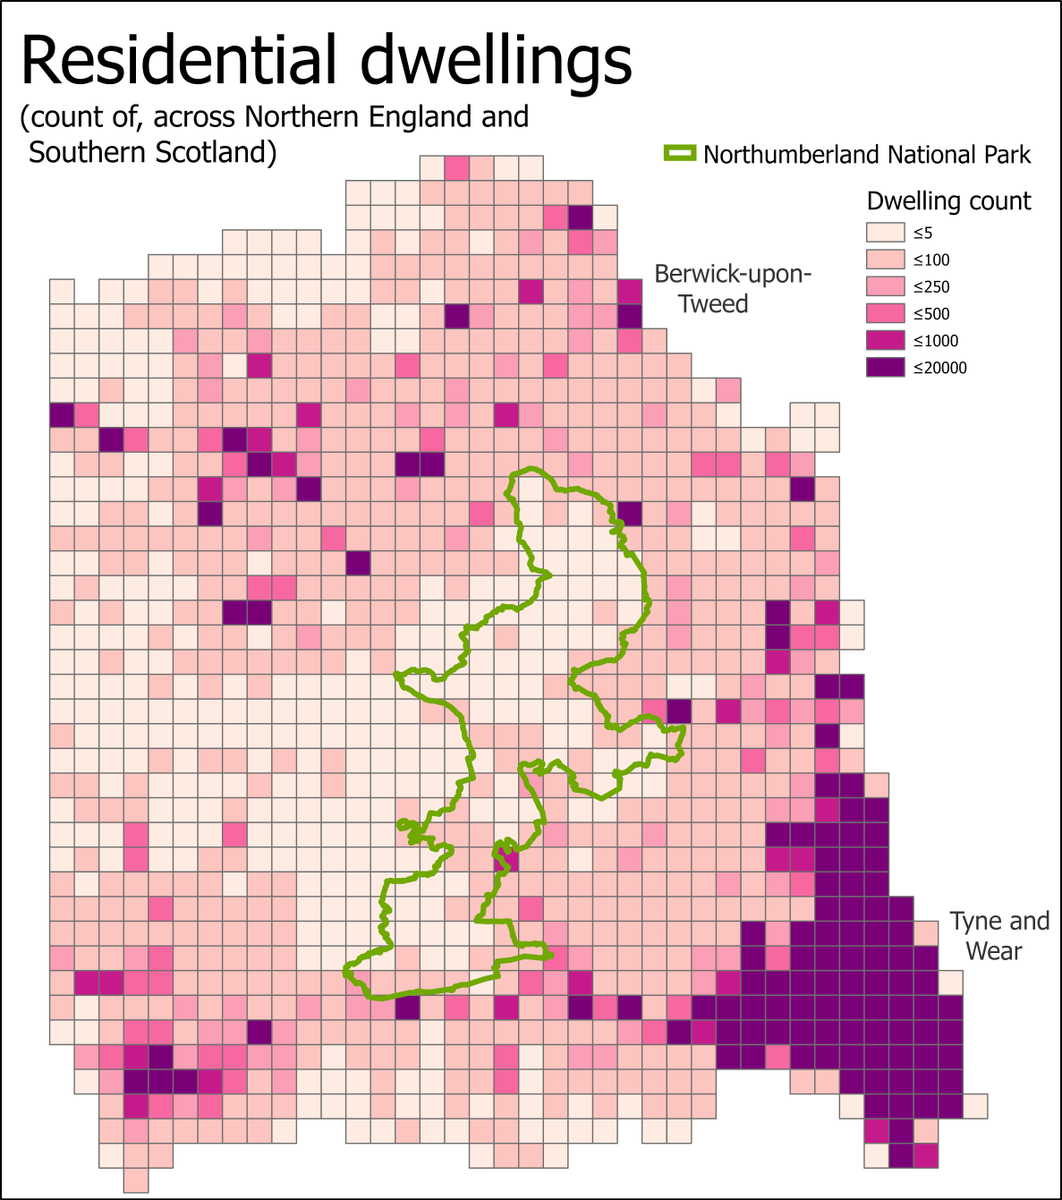 Residential dwellings
(count of, across Northern England and
Southern Scotland)
Northumberland National Park
Dwelling count
≤5
≤100
≤250
≤500
≤1000
≤20000
Berwick-upon-
Tweed
Tyne and
Wear